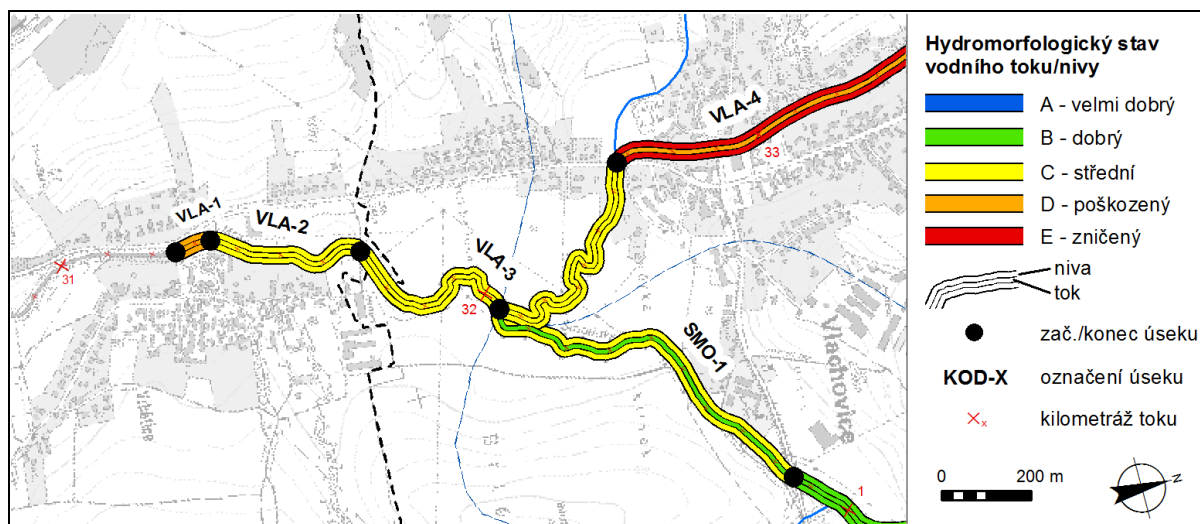 VLA-1
VLA-2
VLA-3
VLA-4
SMO-1
31
32
33
1
Vrbětice
Vlachovice
Hydromorfologický stav
vodního toku/nivy
A - velmi dobrý
B - dobrý
C - střední
D - poškozený
E - zničený
niva
tok
zač./konec úseku
KOD-X označení úseku
x kilometráž toku
0 200 m
N